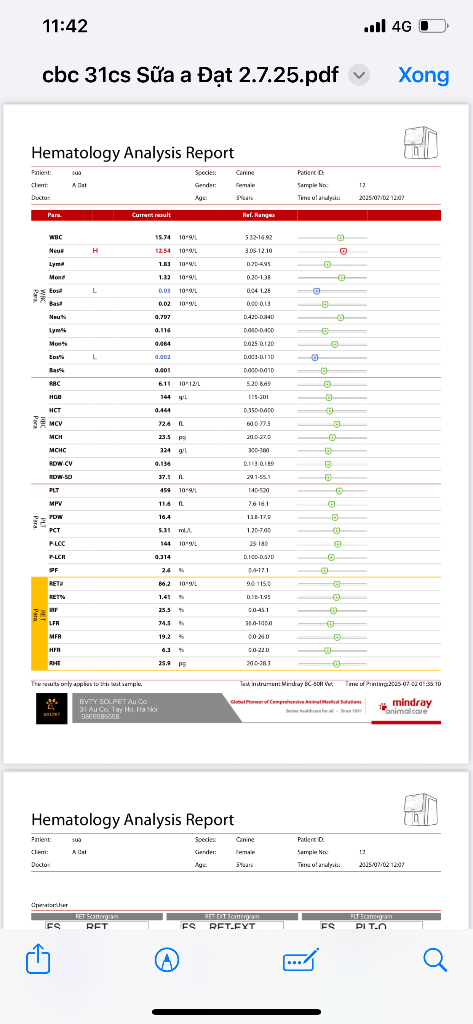 11:42 4G
cbc 31cs Sữa a Đạt 2.7.25.pdf Xong
Hematology Analysis Report
Patient: sua Species: Canine Patient ID:
Client: A Dat Gender: Female Sample No.: 12
Doctor: Age: 5Years Time of analysis: 2025/07/02 12:07
Para. Current result Ref. Ranges
WBC Para.
WBC 15.74 10^9/L 5.32-16.92
Neu# H 12.54 10^9/L 3.05-12.10
Lym# 1.83 10^9/L 0.70-4.95
Mon# 1.32 10^9/L 0.20-1.38
Eos# L 0.03 10^9/L 0.04-1.28
Bas# 0.02 10^9/L 0.00-0.13
Neu% 0.797 0.420-0.840
Lym% 0.116 0.060-0.400
Mon% 0.084 0.025-0.120
Eos% L 0.002 0.003-0.110
Bas% 0.001 0.000-0.010
RBC Para.
RBC 6.11 10^12/L 5.20-8.69
HGB 144 g/L 115-201
HCT 0.444 0.350-0.600
MCV 72.6 fL 60.0-77.5
MCH 23.5 pg 20.0-27.0
MCHC 324 g/L 300-380
RDW-CV 0.136 0.113-0.189
RDW-SD 37.1 fL 29.1-55.1
PLT Para.
PLT 459 10^9/L 140-520
MPV 11.6 fL 7.6-16.1
PDW 16.4 13.8-17.9
PCT 5.31 mL/L 1.20-7.00
P-LCC 144 10^9/L 25-180
P-LCR 0.314 0.100-0.570
IPF 2.6 % 0.4-17.1
RET Para.
RET# 86.2 10^9/L 9.0-115.0
RET% 1.41 % 0.16-1.95
IRF 25.5 % 0.0-45.1
LFR 74.5 % 56.0-100.0
MFR 19.2 % 0.0-26.0
HFR 6.3 % 0.0-22.0
RHE 25.9 pg 20.0-28.3
The results only applies to this test sample. Test Instrument:Mindray BC-60R Vet Time of Printing:2025-07-02 01:35:10
SOLPET
BVTY SOLPET Au Co
34 Au Co, Tay Ho, Ha Noi
Global Pioneer of Comprehensive Animal Medical Solutions
Better healthcare for all - Since 1991
mindray
animal care
Hematology Analysis Report
Patient: sua Species: Canine Patient ID:
Client: A Dat Gender: Female Sample No.: 12
Doctor: Age: 5Years Time of analysis: 2025/07/02 12:07
Operator:User
RET Scattergram RET-EXT Scattergram PLT Scattergram
FS RET FS RET-EXT FS PLT-O